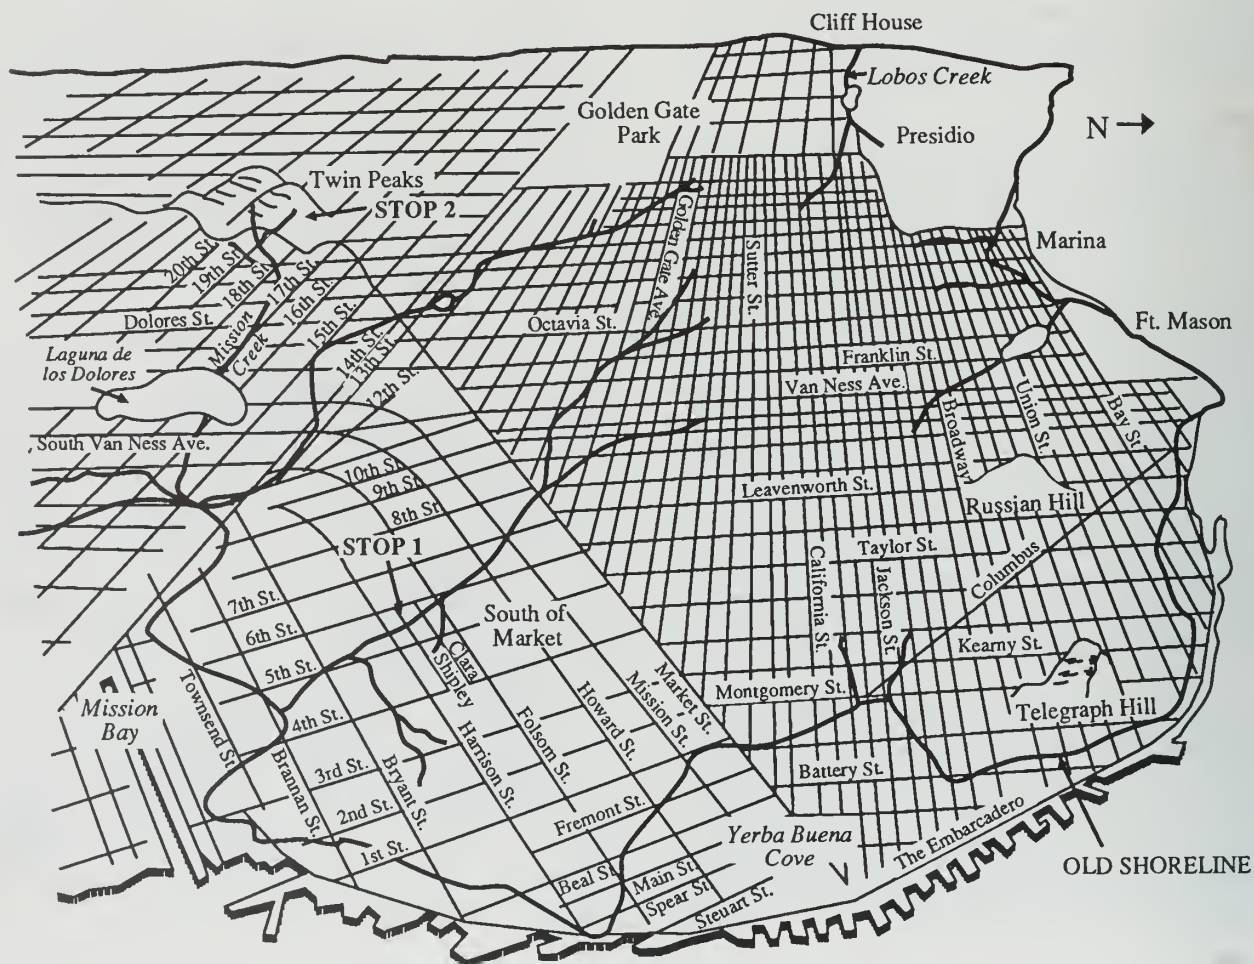 Cliff House
Lobos Creek
Golden Gate
Park
Presidio
N
Twin Peaks
STOP 2
Golden Gate Ave.
Sutter St.
Marina
20th St.
19th St.
18th St.
17th St.
16th St.
15th St.
14th St.
13th St.
12th St.
Dolores St.
Mission
Creek
Octavia St.
Ft. Mason
Laguna de
los Dolores
Franklin St.
Van Ness Ave.
Broadway
Union St.
Bay St.
South Van Ness Ave.
10th St.
9th St.
8th St.
Leavenworth St.
Russian Hill
STOP 1
California St.
Taylor St.
Jackson St.
Columbus
7th St.
6th St.
5th St.
4th St.
3rd St.
2nd St.
1st St.
South of
Market
Clara
Shipley
Kearny St.
Montgomery St.
Telegraph Hill
Mission
Bay
Townsend St.
Brannan St.
Bryant St.
Harrison St.
Folsom St.
Howard St.
Mission St.
Market St.
Battery St.
Fremont St.
Yerba Buena
Cove
The Embarcadero
OLD SHORELINE
Beal St.
Main St.
Spear St.
Steuart St.